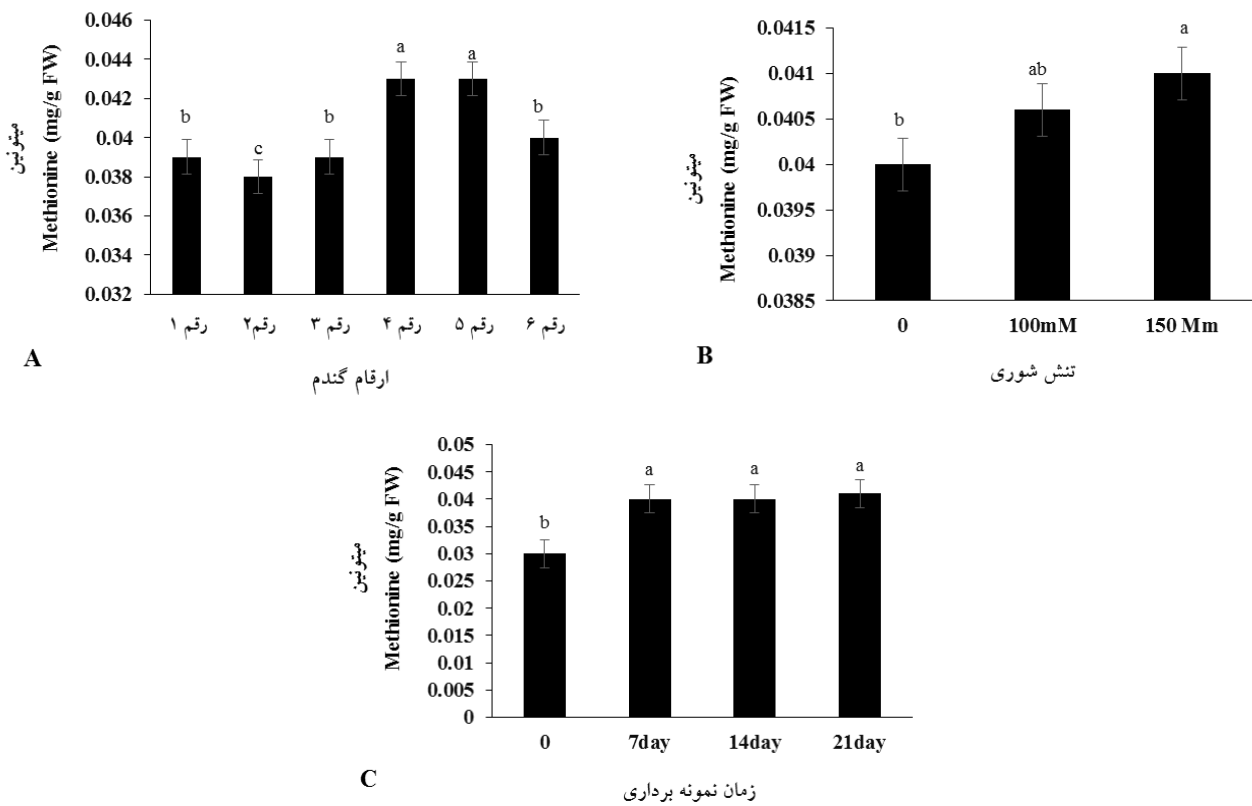 میتونین
Methionine (mg/g FW)
0.046
0.044
0.042
0.04
0.038
0.036
0.034
0.032
b
c
b
a
a
b
رقم ۱
رقم۲
رقم ۳
رقم ۴
رقم ۵
رقم ۶
A
ارقام گندم
میتونین
Methionine (mg/g FW)
0.0415
0.041
0.0405
0.04
0.0395
0.039
0.0385
b
ab
a
0
100mM
150 Mm
B
تنش شوری
میتونین
Methionine (mg/g FW)
0.05
0.045
0.04
0.035
0.03
0.025
0.02
0.015
0.01
0.005
0
b
a
a
a
0
7day
14day
21day
C
زمان نمونه برداری